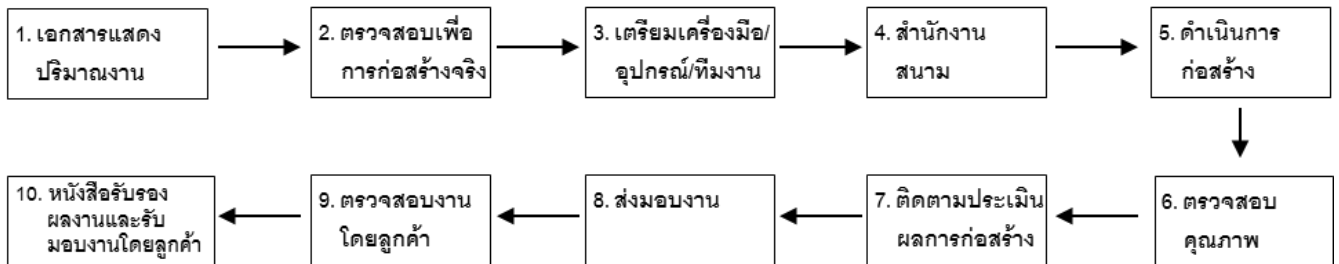 1. เอกสารแสดง
ปริมาณงาน
2. ตรวจสอบเพื่อ
การก่อสร้างจริง
3. เตรียมเครื่องมือ/
อุปกรณ์/ทีมงาน
4. สำนักงาน
สนาม
5. ดำเนินการ
ก่อสร้าง
6. ตรวจสอบ
คุณภาพ
7. ติดตามประเมิน
ผลการก่อสร้าง
8. ส่งมอบงาน
9. ตรวจสอบงาน
โดยลูกค้า
10. หนังสือรับรอง
ผลงานและรับ
มอบงานโดยลูกค้า